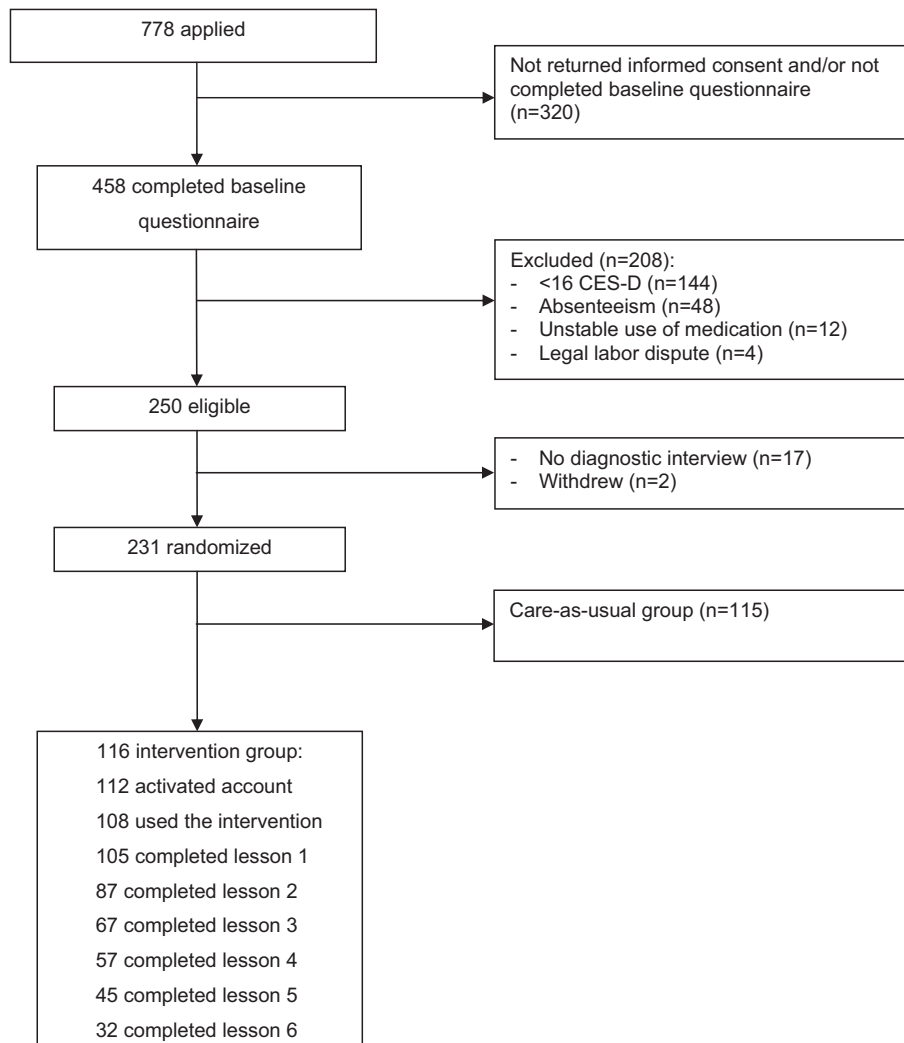 778 applied
Not returned informed consent and/or not
completed baseline questionnaire
(n=320)
458 completed baseline
questionnaire
Excluded (n=208):
- <16 CES-D (n=144)
- Absenteeism (n=48)
- Unstable use of medication (n=12)
- Legal labor dispute (n=4)
250 eligible
- No diagnostic interview (n=17)
- Withdrew (n=2)
231 randomized
Care-as-usual group (n=115)
116 intervention group:
112 activated account
108 used the intervention
105 completed lesson 1
87 completed lesson 2
67 completed lesson 3
57 completed lesson 4
45 completed lesson 5
32 completed lesson 6